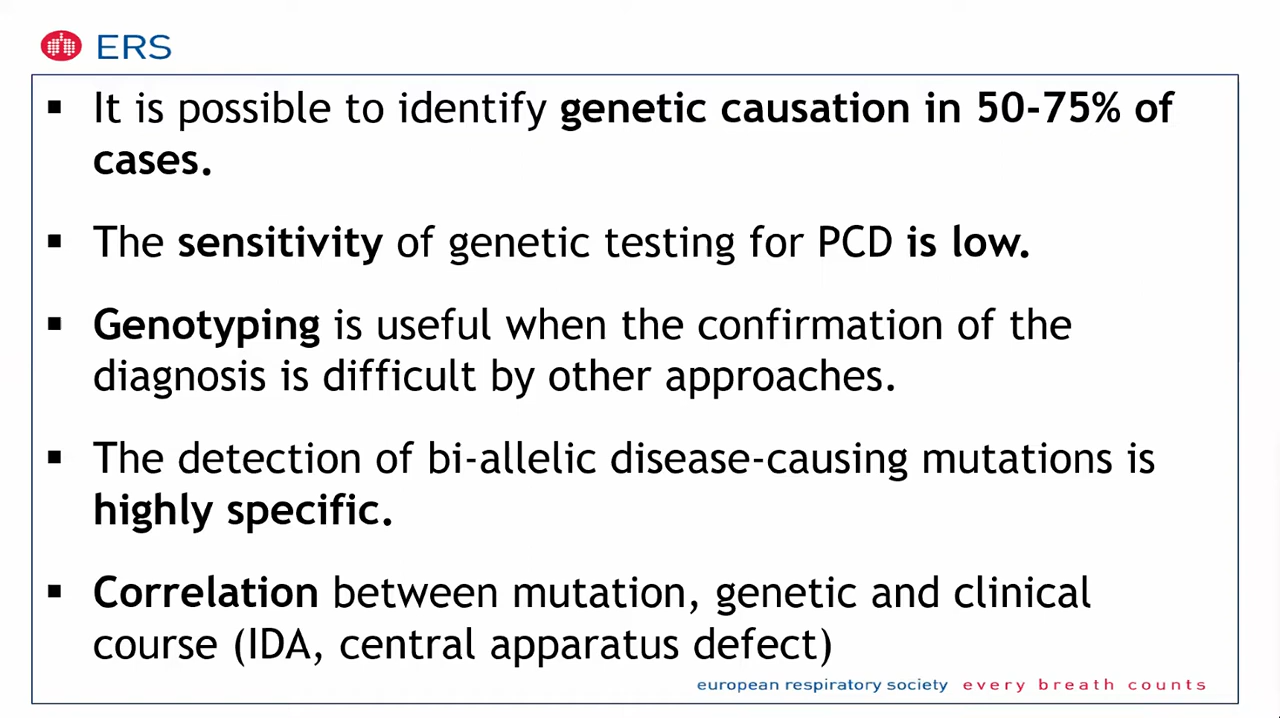 ERS
▪ It is possible to identify genetic causation in 50-75% of
cases.
▪ The sensitivity of genetic testing for PCD is low.
▪ Genotyping is useful when the confirmation of the
diagnosis is difficult by other approaches.
▪ The detection of bi-allelic disease-causing mutations is
highly specific.
▪ Correlation between mutation, genetic and clinical
course (IDA, central apparatus defect)
european respiratory society every breath counts